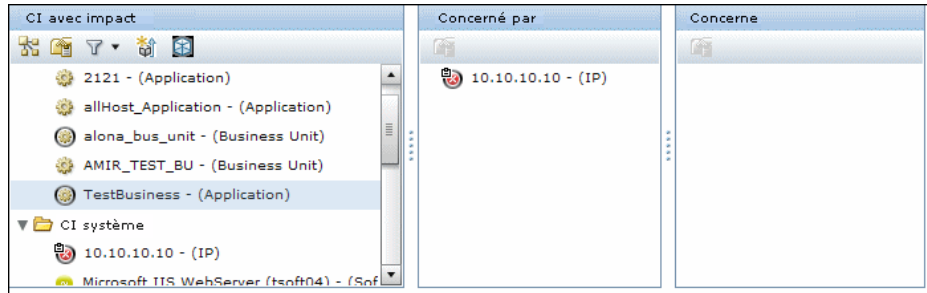 CI avec impact
2121 - (Application)
allHost_Application - (Application)
alona_bus_unit - (Business Unit)
AMIR_TEST_BU - (Business Unit)
TestBusiness - (Application)
CI système
10.10.10.10 - (IP)
Microsoft IIS WebServer (tsoft04) - (Sof
Concerné par
10.10.10.10 - (IP)
Concerne